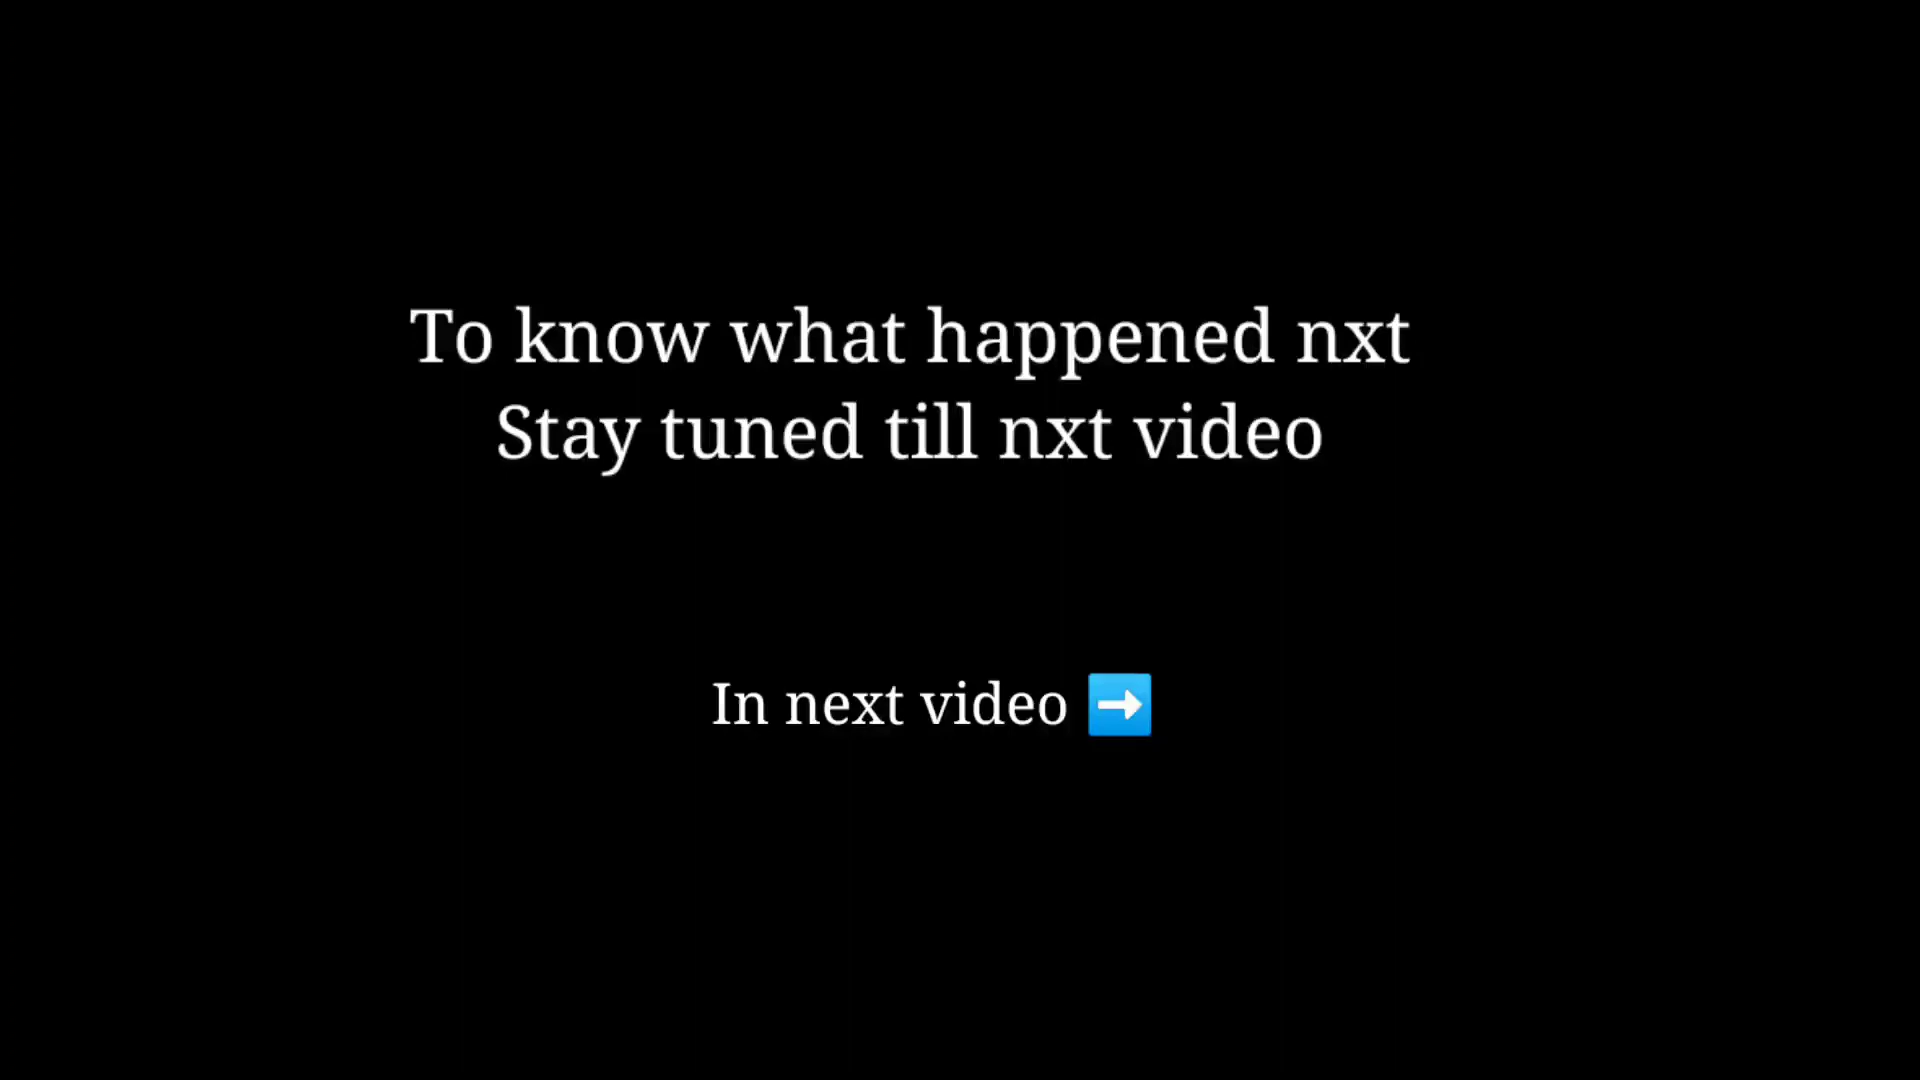 To know what happened nxt
Stay tuned till nxt video
In next video ➡️